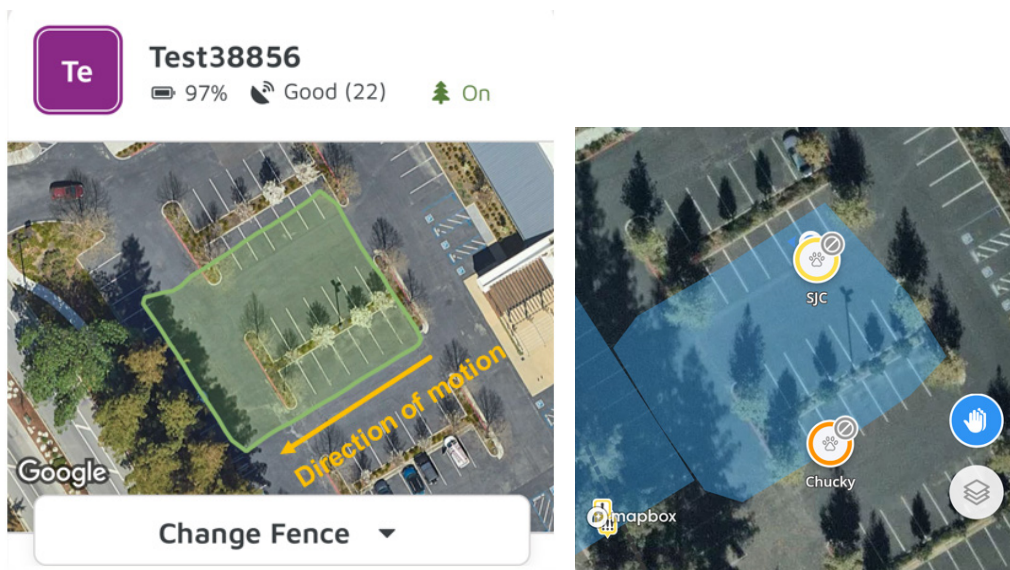 Te
Test38856
97%
Good (22)
On
Direction of motion
Google
Change Fence
SJC
Chucky
mapbox